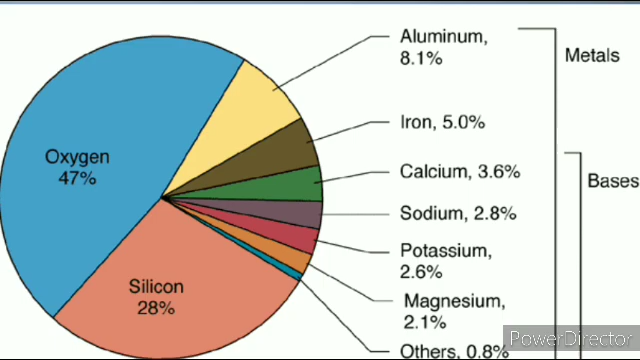 Aluminum,
8.1%
Metals
Iron, 5.0%
Oxygen
47%
Calcium, 3.6%
Bases
Sodium, 2.8%
Potassium,
2.6%
Silicon
28%
Magnesium,
2.1%
Others, 0.8%
PowerDirector